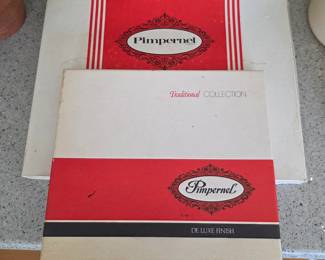 Pimpernel
Traditional COLLECTION
Pimpernel
DE LUXE FINISH